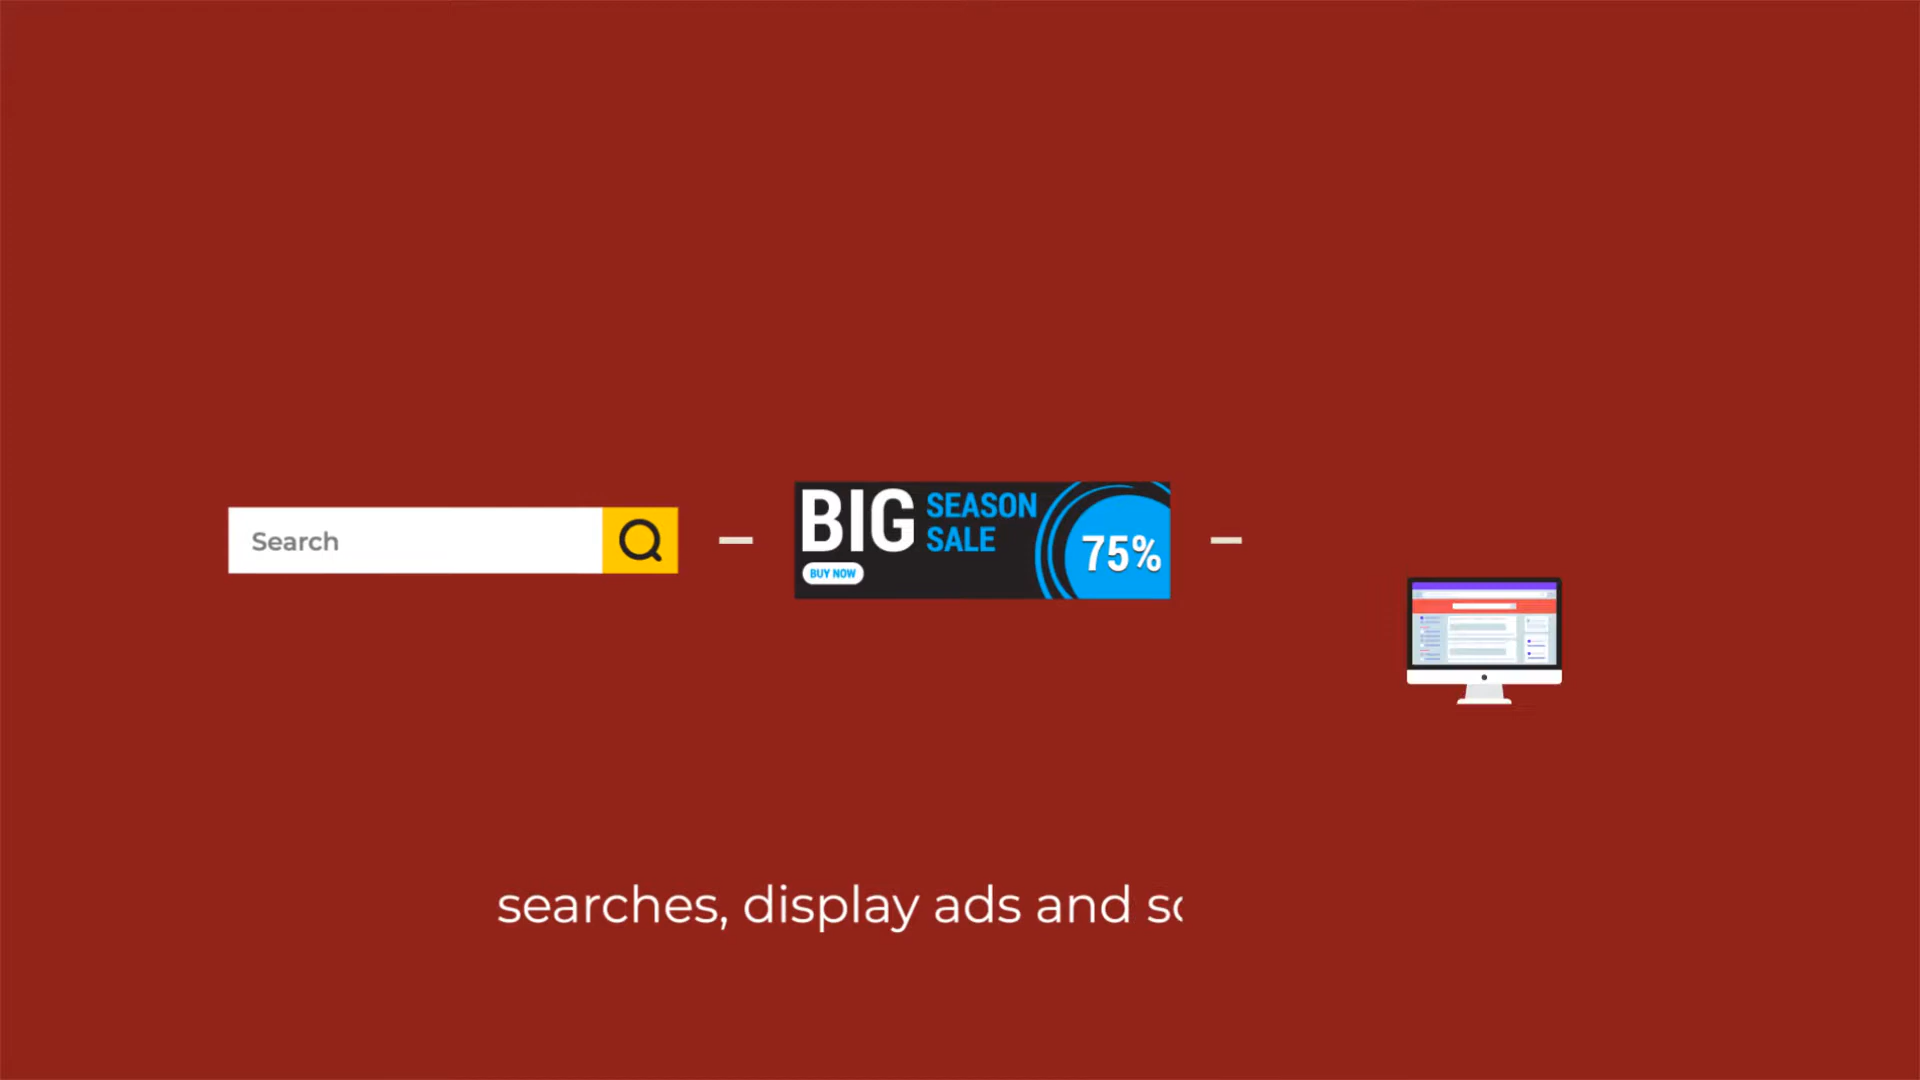 Search
BIG SEASON
SALE
75%
BUY NOW
searches, display ads and